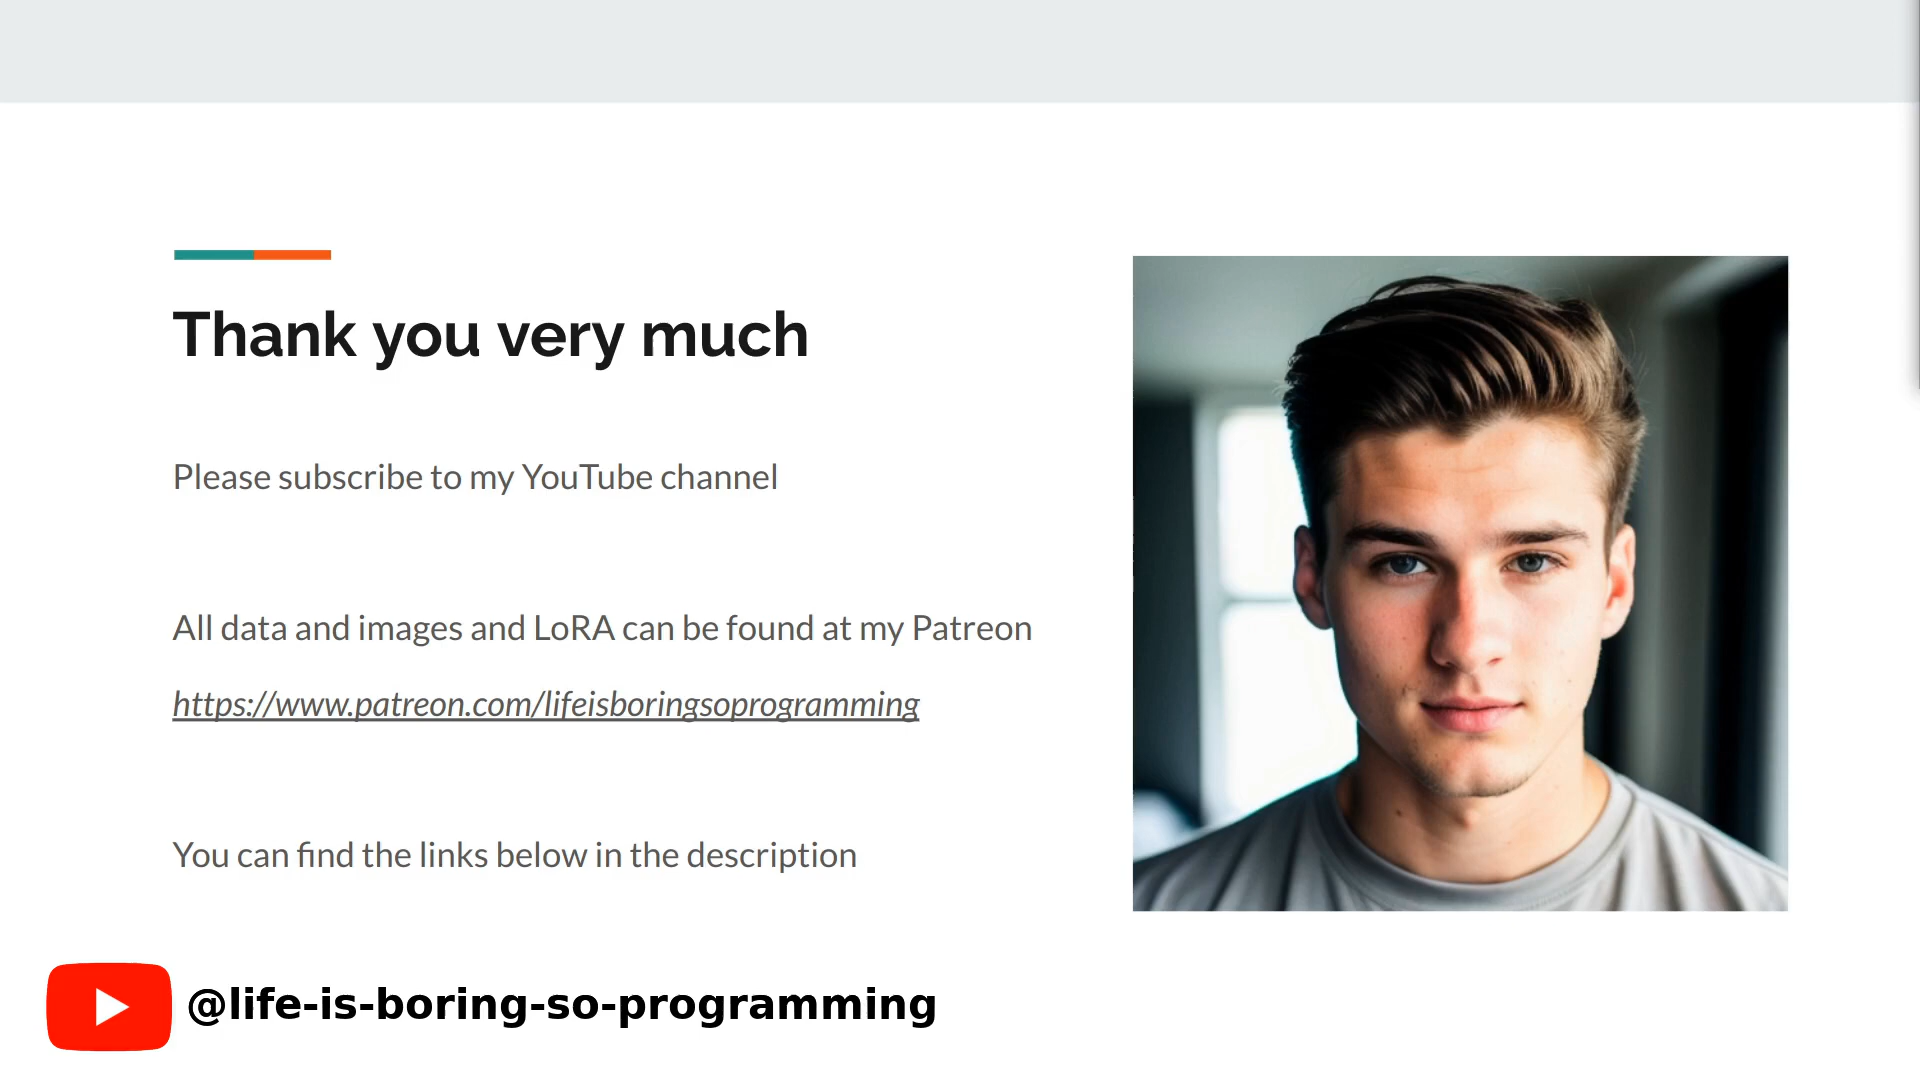 Thank you very much
Please subscribe to my YouTube channel
All data and images and LoRA can be found at my Patreon
https://www.patreon.com/lifeisboringsoprogramming
You can find the links below in the description
@life-is-boring-so-programming